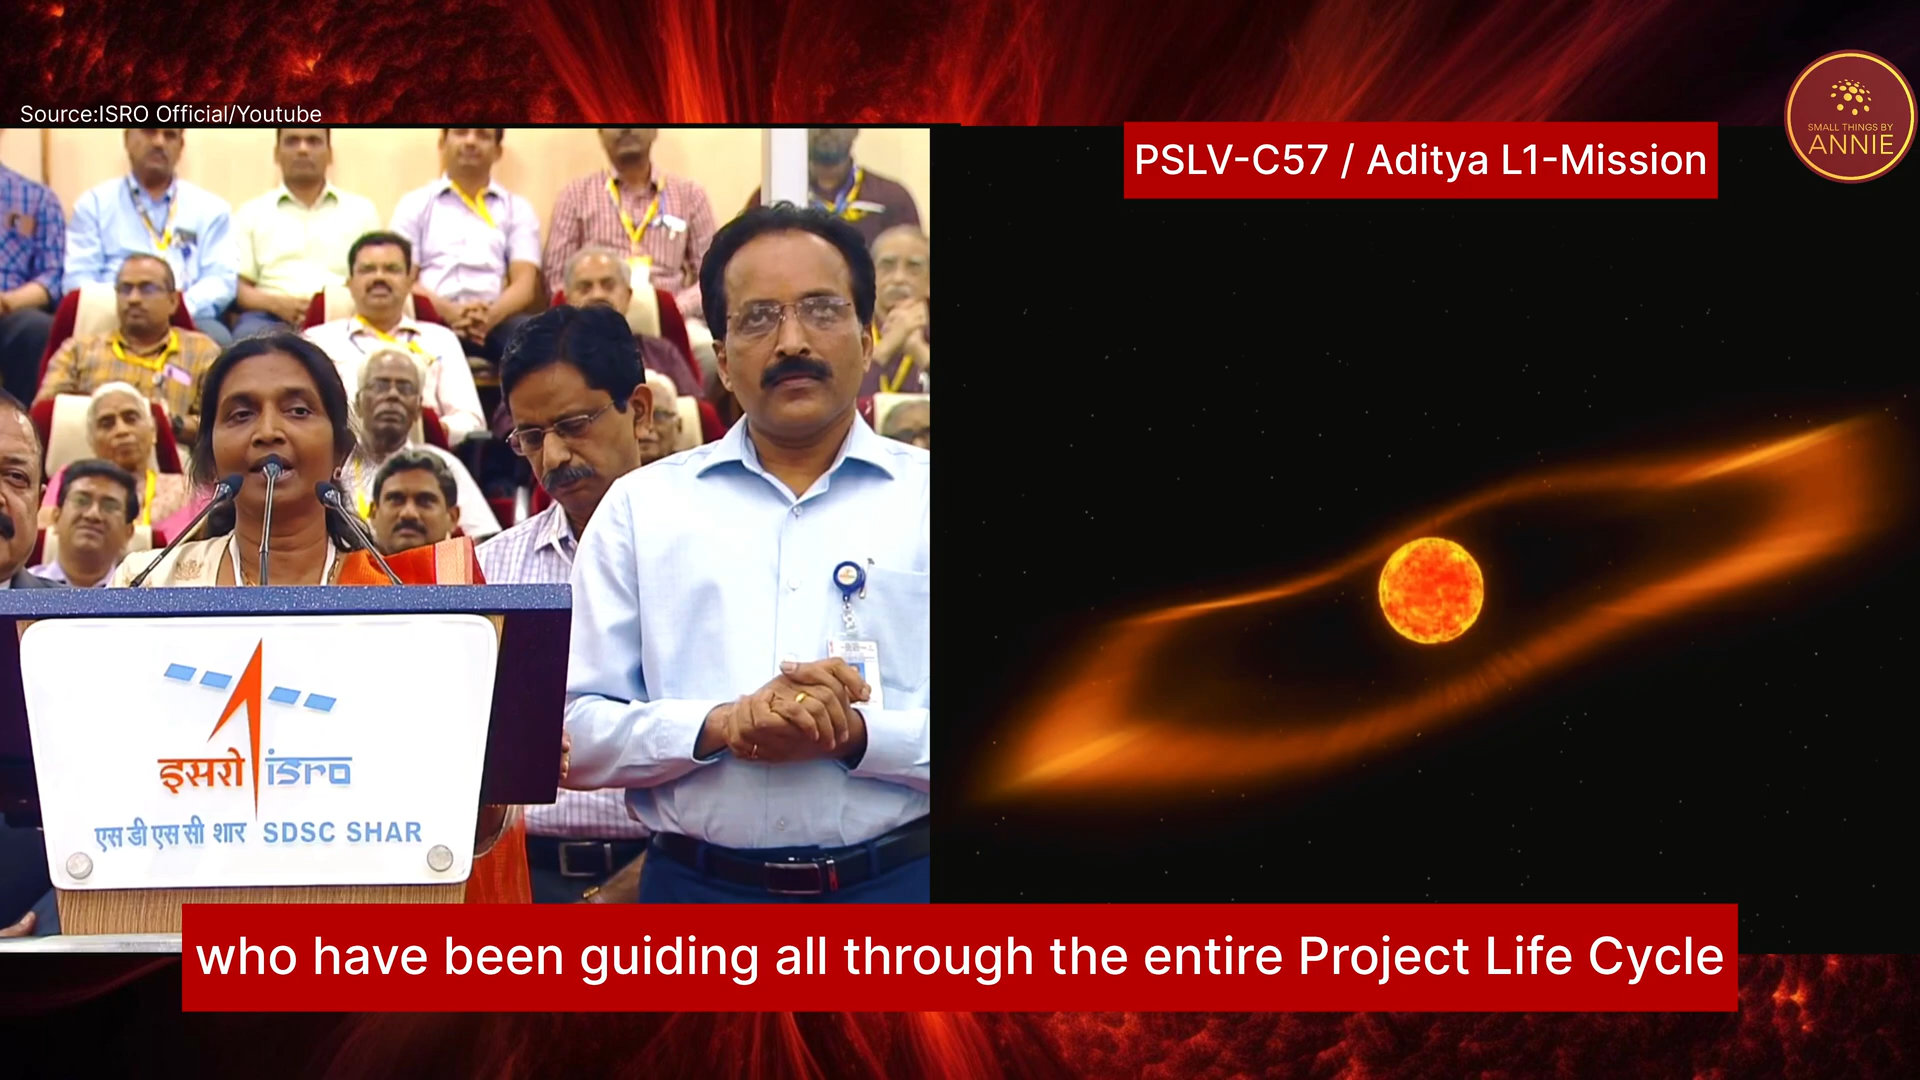 Source:ISRO Official/Youtube
PSLV-C57 / Aditya L1-Mission
SMALL THINGS BY
ANNIE
इसरो isro
एस डी एस सी शार SDSC SHAR
who have been guiding all through the entire Project Life Cycle